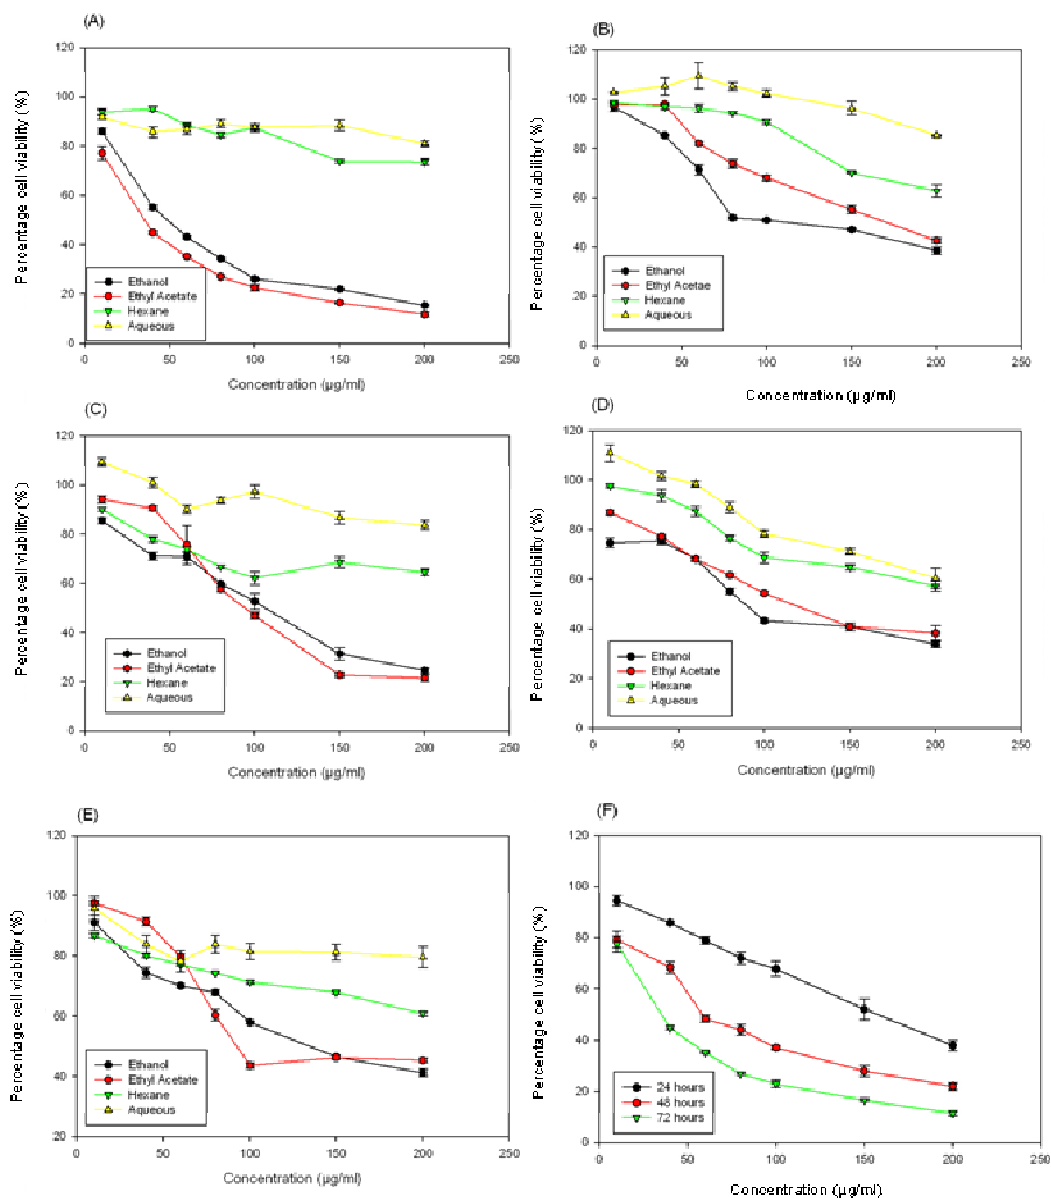 (A)
Percentage cell viability (%)
120
100
80
60
40
20
0
0 50 100 150 200 250
Concentration (µg/ml)
Ethanol
Ethyl Acetate
Hexane
Aqueous
(B)
Percentage cell viability (%)
120
100
80
60
40
20
0
0 50 100 150 200 250
Concentration (µg/ml)
Ethanol
Ethyl Acetae
Hexane
Aqueous
(C)
Percentage cell viability (%)
120
100
80
60
40
20
0
0 50 100 150 200 250
Concentration (µg/ml)
Ethanol
Ethyl Acetate
Hexane
Aqueous
(D)
Percentage cell viability (%)
120
100
80
60
40
20
0
0 50 100 150 200 250
Concentration (µg/ml)
Ethanol
Ethyl Acetate
Hexane
Aqueous
(E)
Percentage cell viability (%)
120
100
80
60
40
20
0 50 100 150 200 250
Concentration (µg/ml)
Ethanol
Ethyl Acetate
Hexane
Aqueous
(F)
Percentage cell viability (%)
120
100
80
60
40
20
0
0 50 100 150 200 250
Concentration (µg/ml)
24 hours
48 hours
72 hours